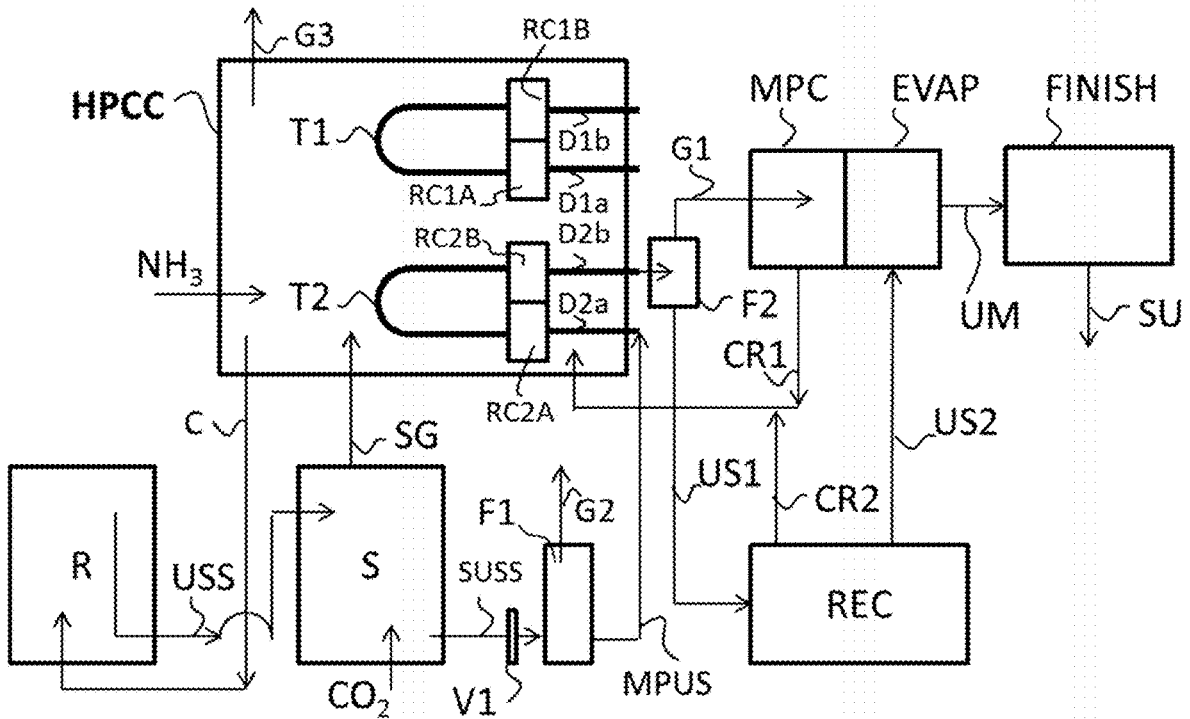 G3
RC1B
HPCC
T1
D1b
G1
MPC
EVAP
FINISH
RC1A
D1a
RC2B
D2b
NH₃
T2
D2a
F2
UM
SU
RC2A
CR1
C
SG
US1
US2
F1
G2
CR2
R
USS
S
SUSS
REC
CO₂
V1
MPUS